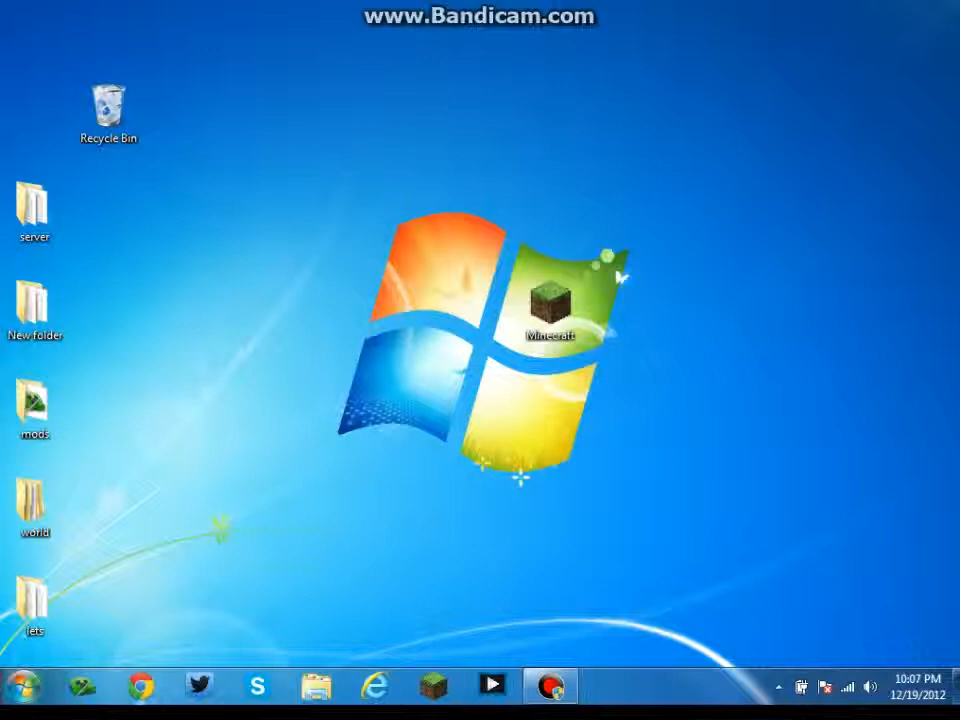 www.Bandicam.com
Recycle Bin
server
New folder
Minecraft
mods
world
lets
10:07 PM
12/19/2012